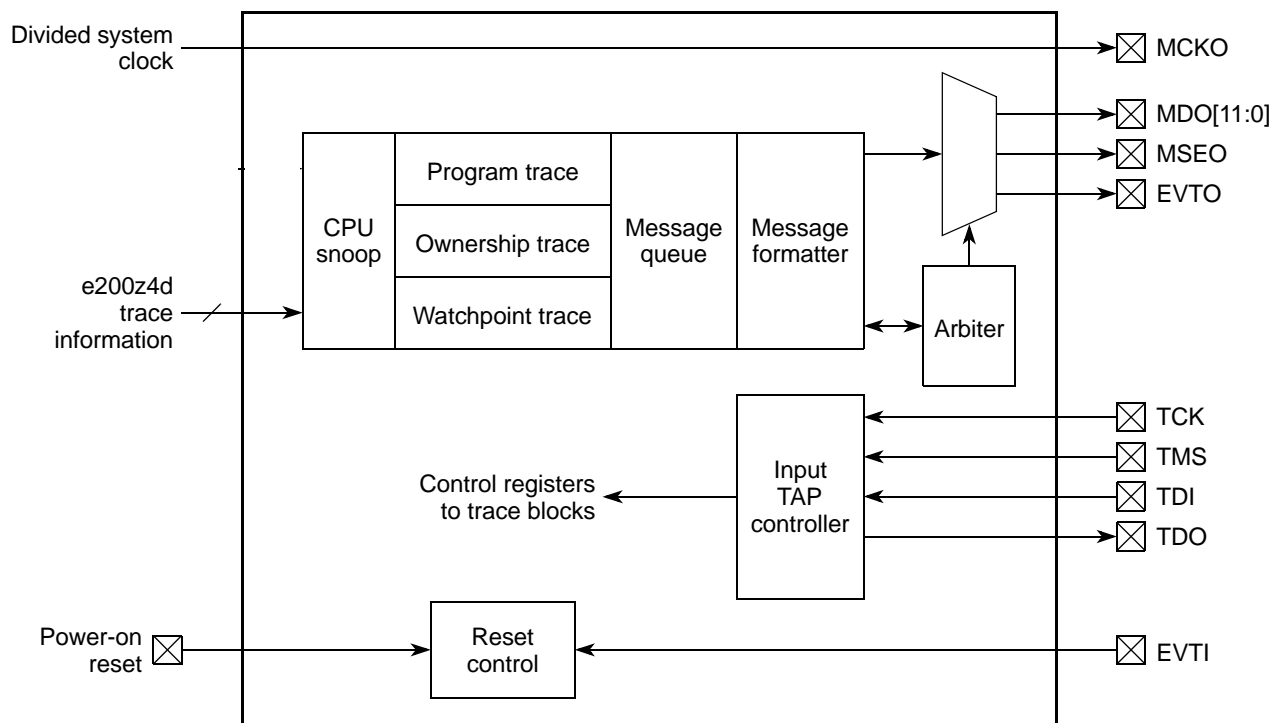 Divided system
clock
MCKO
MDO[11:0]
MSEO
EVTO
Program trace
Ownership trace
Watchpoint trace
CPU
snoop
Message
queue
Message
formatter
e200z4d
trace
information
Arbiter
TCK
TMS
TDI
TDO
Input
TAP
controller
Control registers
to trace blocks
Power-on
reset
Reset
control
EVTI